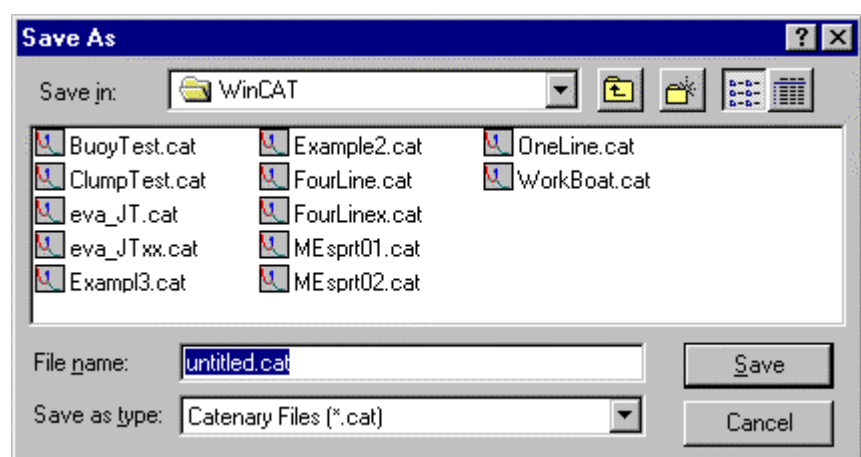 Save As
Save in: WinCAT
BuoyTest.cat Example2.cat OneLine.cat
ClumpTest.cat FourLine.cat WorkBoat.cat
eva_JT.cat FourLinex.cat
eva_JTxx.cat MEsprt01.cat
Exampl3.cat MEsprt02.cat
File name: untitled.cat Save
Save as type: Catenary Files (*.cat) Cancel